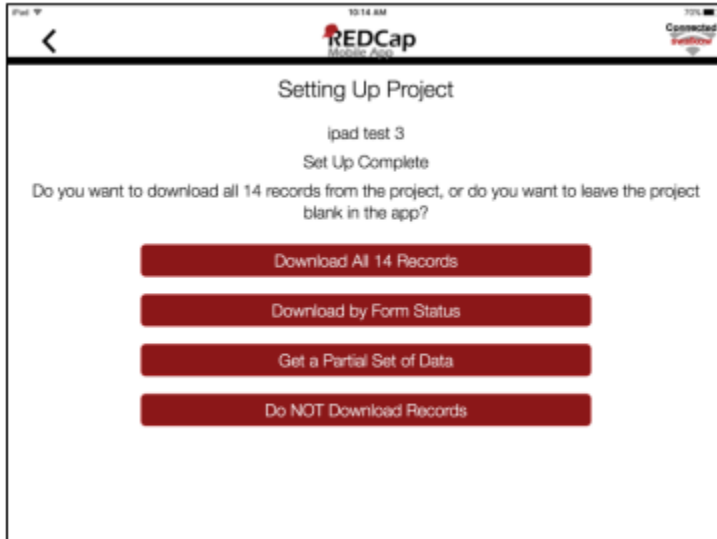 iPad 10:14 AM 70%
REDCap
Mobile App
Connected
Setting Up Project
ipad test 3
Set Up Complete
Do you want to download all 14 records from the project, or do you want to leave the project
blank in the app?
Download All 14 Records
Download by Form Status
Get a Partial Set of Data
Do NOT Download Records